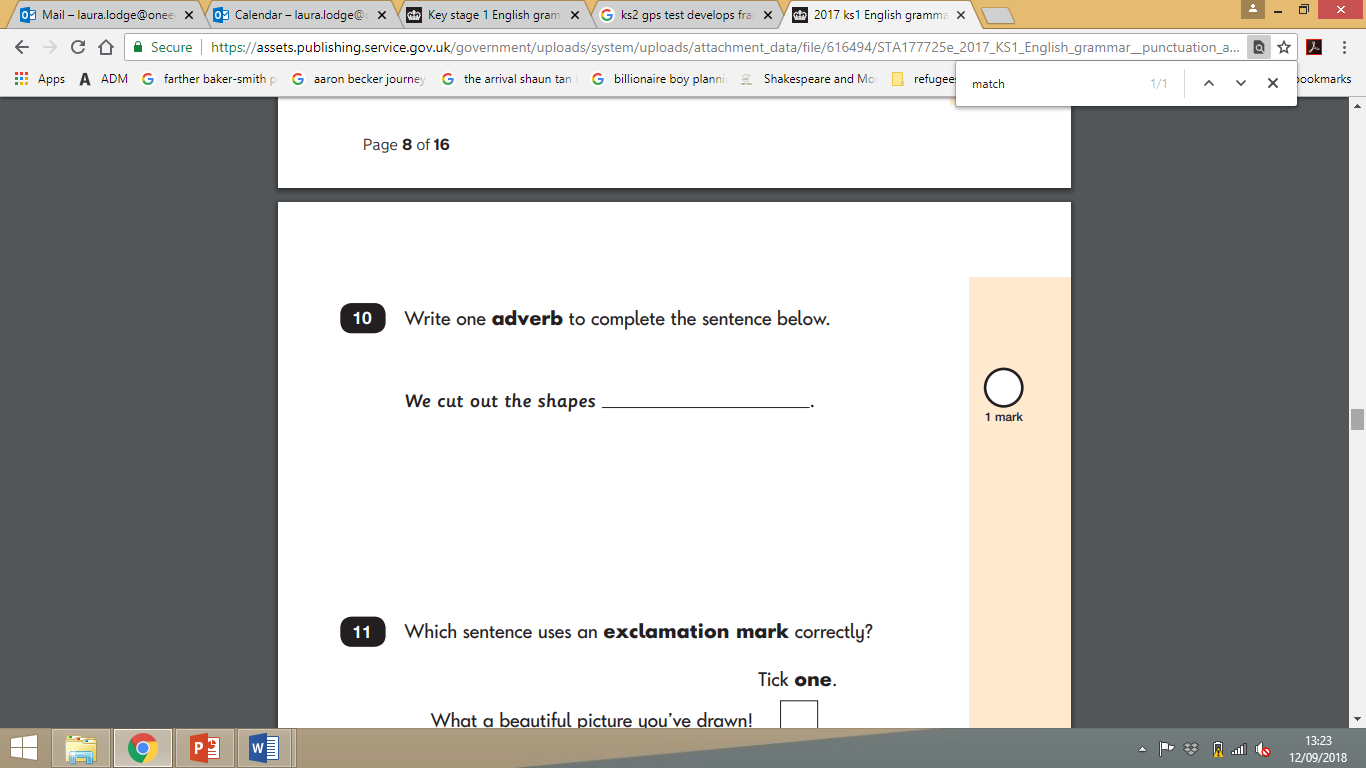 Mail – laura.lodge@onee
Calendar – laura.lodge@o
Key stage 1 English gram
ks2 gps test develops fra
2017 ks1 English gramma
Secure
https://assets.publishing.service.gov.uk/government/uploads/system/uploads/attachment_data/file/616494/STA177725e_2017_KS1_English_grammar__punctuation_a...
Apps
ADM
farther baker-smith p
aaron becker journey
the arrival shaun tan
billionaire boy planni
Shakespeare and Mo
refugee
bookmarks
match
1/1
Page 8 of 16
10 Write one adverb to complete the sentence below.
We cut out the shapes ____________________.
1 mark
11 Which sentence uses an exclamation mark correctly?
Tick one.
What a beautiful picture you've drawn!
13:23
12/09/2018